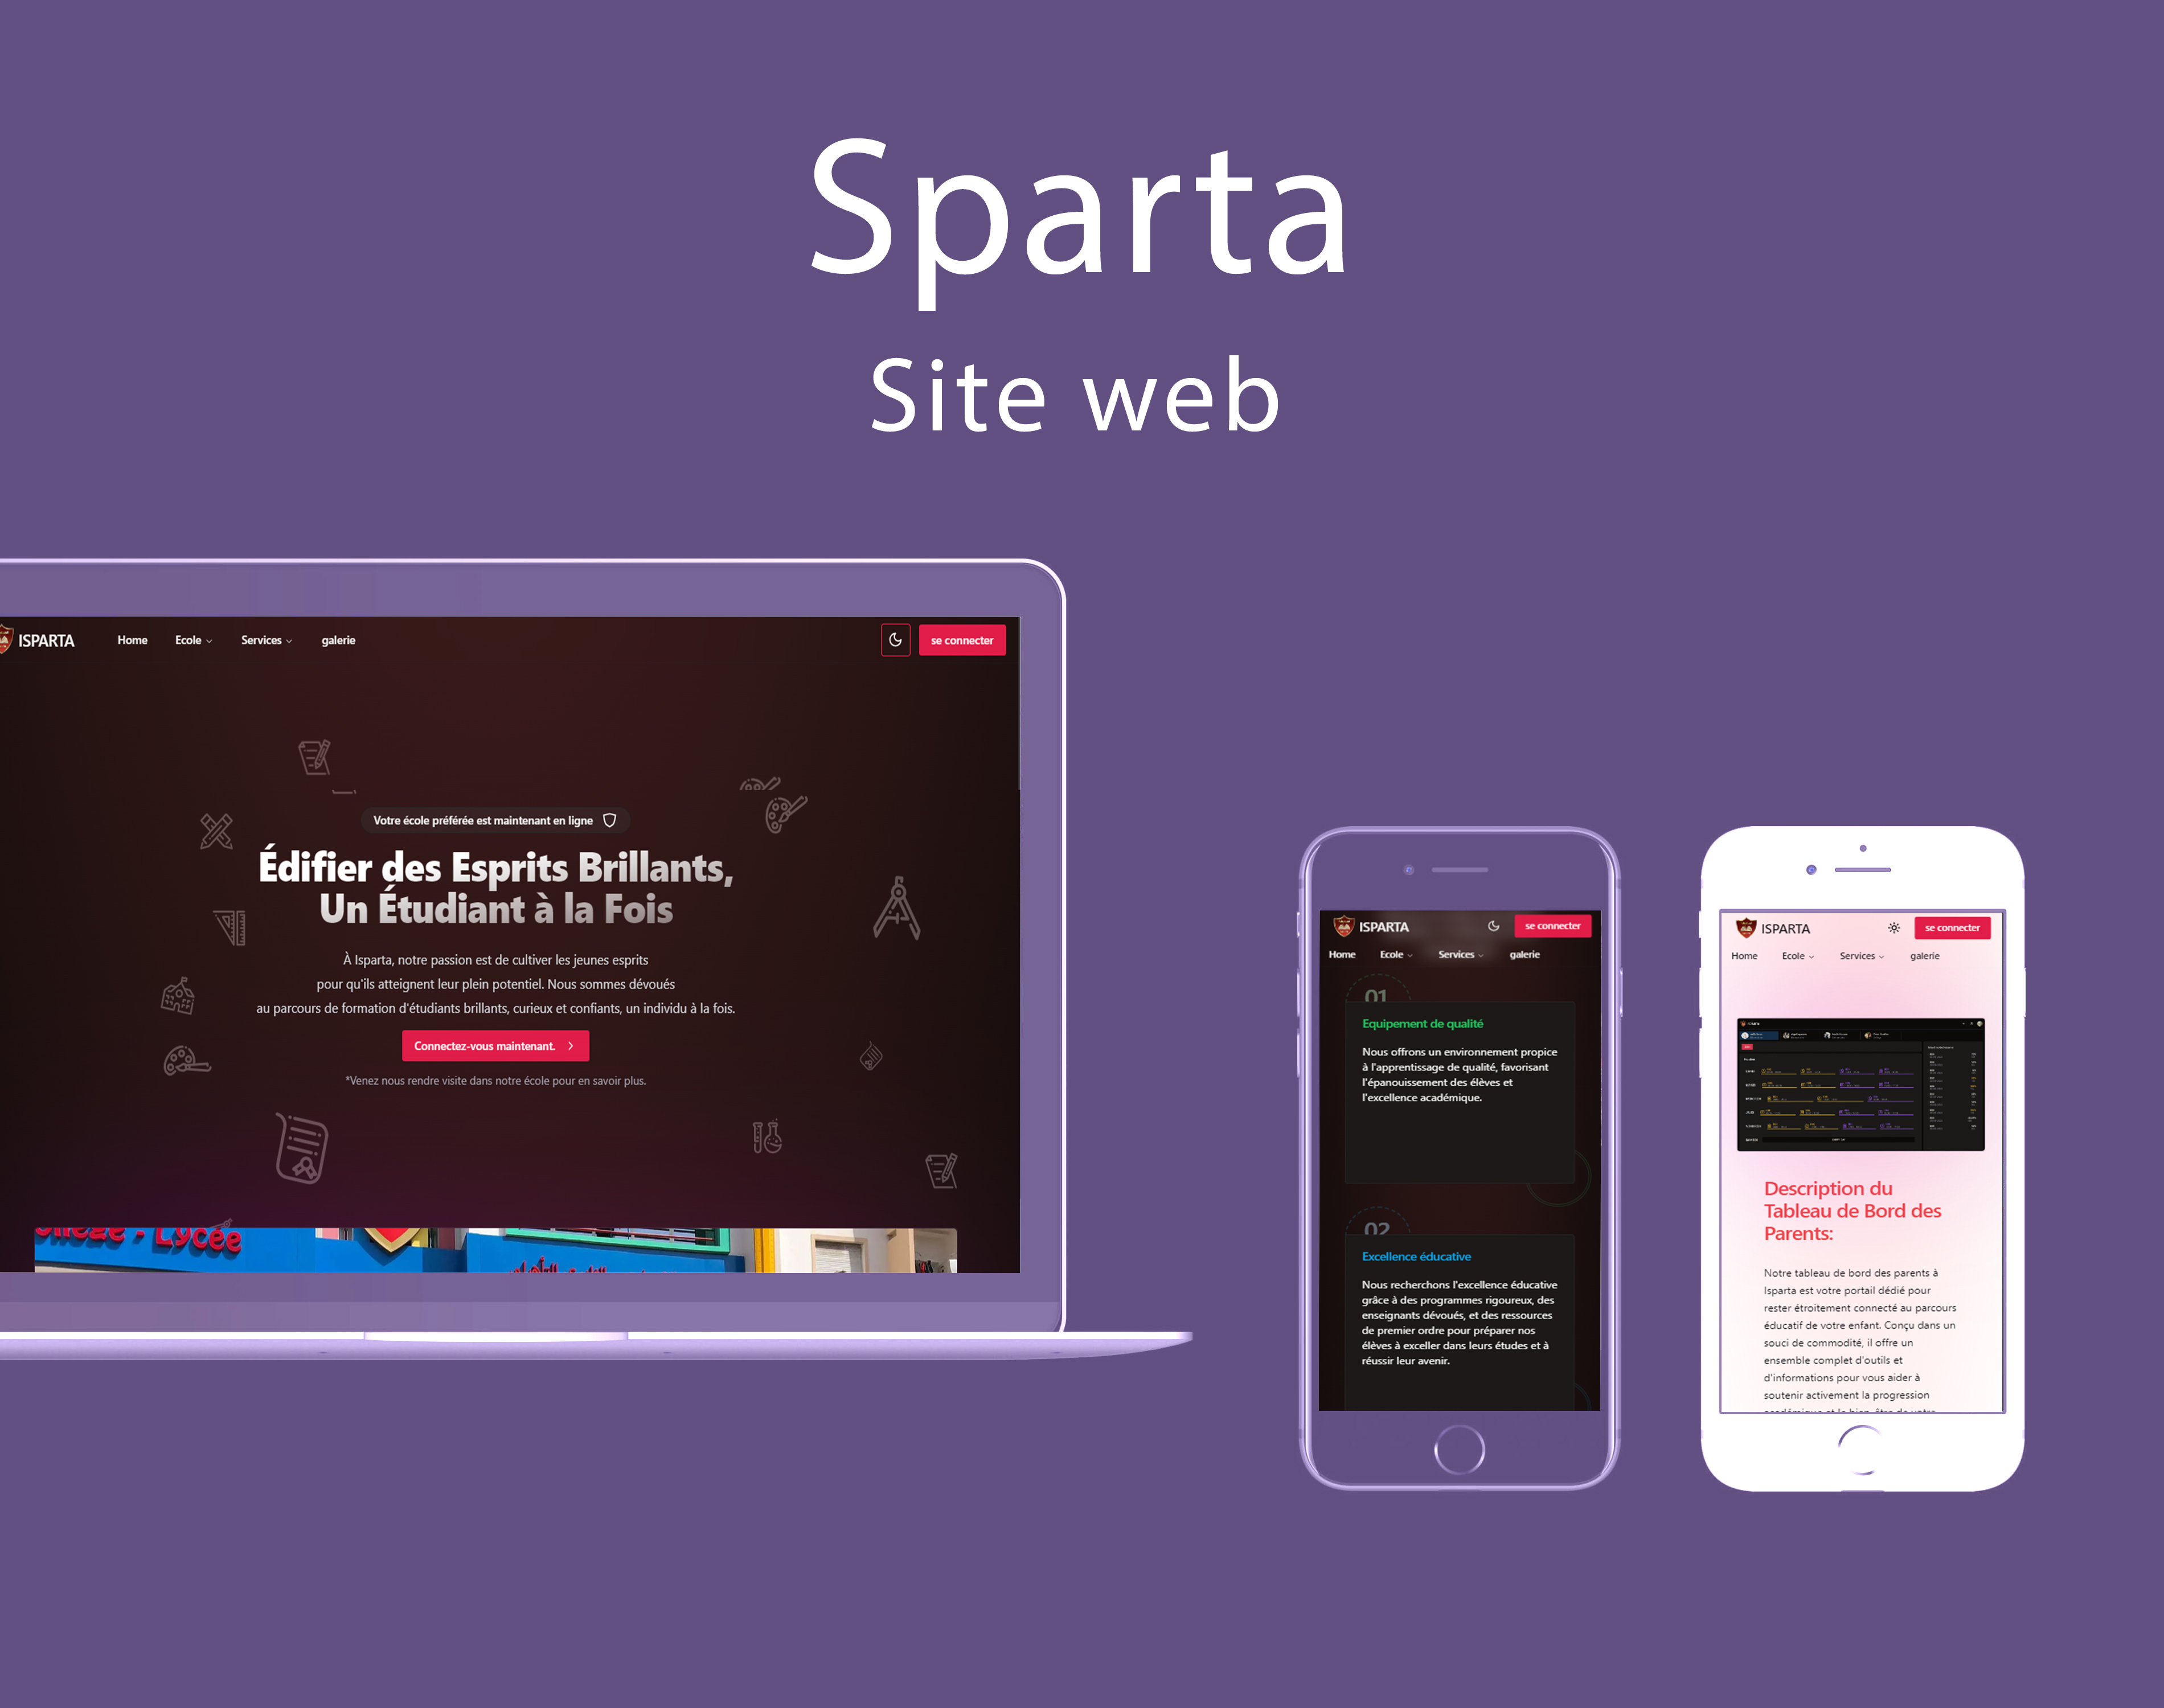 Sparta
Site web
ISPARTA Home Ecole Services galerie se connecter
Votre école préférée est maintenant en ligne
Édifier des Esprits Brillants,
Un Étudiant à la Fois
À Isparta, notre passion est de cultiver les jeunes esprits
pour qu'ils atteignent leur plein potentiel. Nous sommes dévoués
au parcours de formation d'étudiants brillants, curieux et confiants, un individu à la fois.
Connectez-vous maintenant.
*Venez nous rendre visite dans notre école pour en savoir plus.
Lycée
ISPARTA se connecter
Home Ecole Services galerie
01
Equipement de qualité
Nous offrons un environnement propice
à l'apprentissage de qualité, favorisant
l'épanouissement des élèves et
l'excellence académique.
02
Excellence éducative
Nous recherchons l'excellence éducative
grâce à des programmes rigoureux, des
enseignants dévoués, et des ressources
de premier ordre pour préparer nos
élèves à exceller dans leurs études et à
réussir leur avenir.
ISPARTA se connecter
Home Ecole Services galerie
Description du
Tableau de Bord des
Parents:
Notre tableau de bord des parents à
Isparta est votre portail dédié pour
rester étroitement connecté au parcours
éducatif de votre enfant. Conçu dans un
souci de commodité, il offre un
ensemble complet d'outils et
d'informations pour vous aider à
soutenir activement la progression